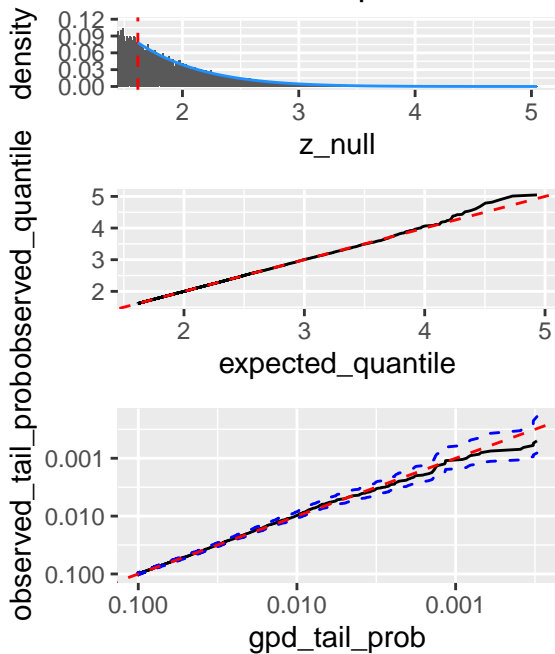 0.12
0.09
0.06
0.03
0.00
density
2 3 4 5
z_null
5
4
3
2
observed_quantile
2 3 4 5
expected_quantile
0.001
0.010
0.100
observed_tail_prob
0.100 0.010 0.001
gpd_tail_prob